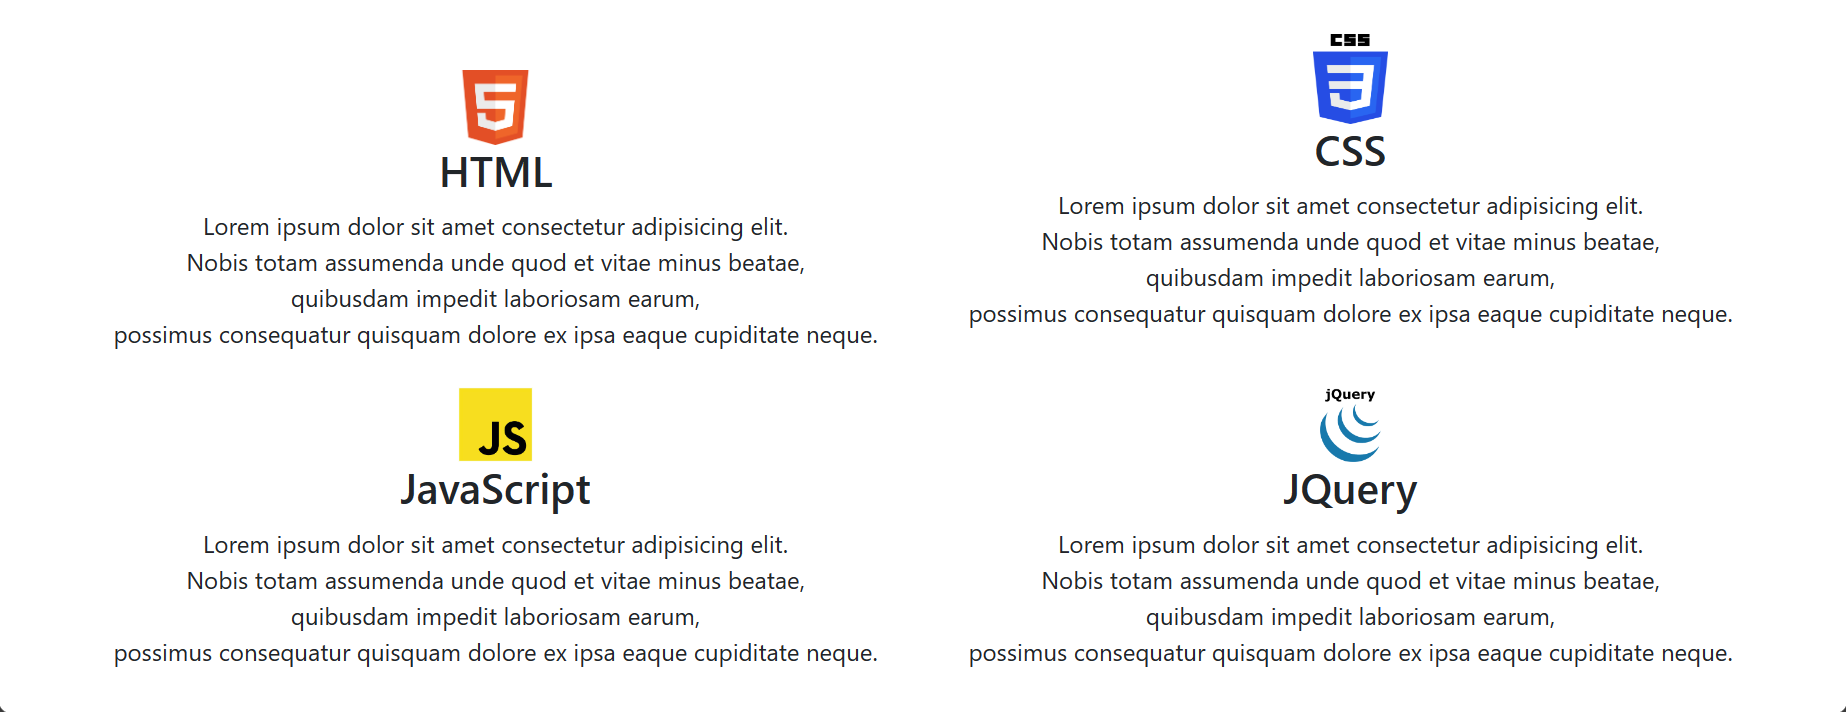 HTML
Lorem ipsum dolor sit amet consectetur adipisicing elit.
Nobis totam assumenda unde quod et vitae minus beatae,
quibusdam impedit laboriosam earum,
possimus consequatur quisquam dolore ex ipsa eaque cupiditate neque.
CSS
CSS
Lorem ipsum dolor sit amet consectetur adipisicing elit.
Nobis totam assumenda unde quod et vitae minus beatae,
quibusdam impedit laboriosam earum,
possimus consequatur quisquam dolore ex ipsa eaque cupiditate neque.
JS
JavaScript
Lorem ipsum dolor sit amet consectetur adipisicing elit.
Nobis totam assumenda unde quod et vitae minus beatae,
quibusdam impedit laboriosam earum,
possimus consequatur quisquam dolore ex ipsa eaque cupiditate neque.
jQuery
JQuery
Lorem ipsum dolor sit amet consectetur adipisicing elit.
Nobis totam assumenda unde quod et vitae minus beatae,
quibusdam impedit laboriosam earum,
possimus consequatur quisquam dolore ex ipsa eaque cupiditate neque.